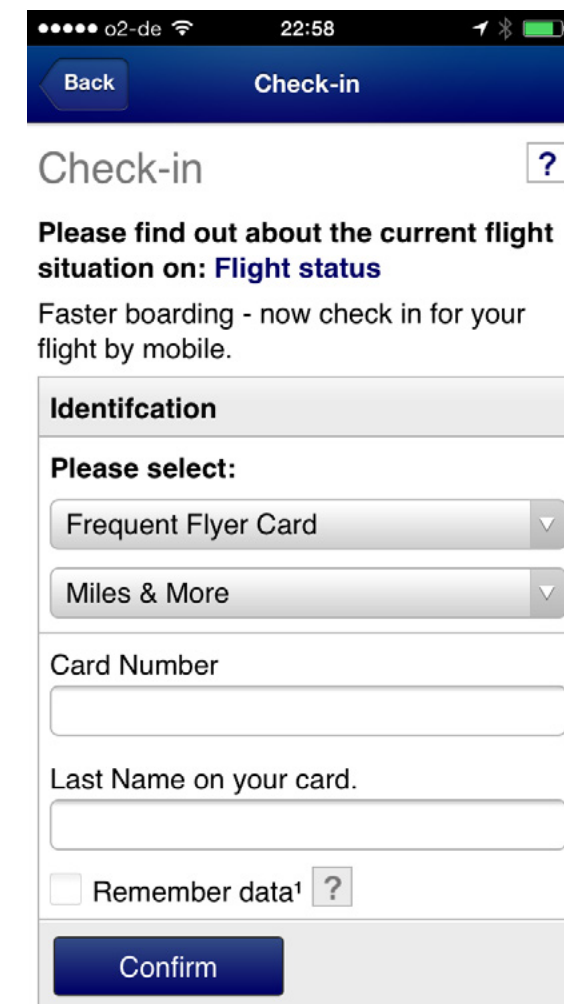 ●●●●● o2-de 22:58
Back Check-in
Check-in ?
Please find out about the current flight
situation on: Flight status
Faster boarding - now check in for your
flight by mobile.
Identifcation
Please select:
Frequent Flyer Card
Miles & More
Card Number
Last Name on your card.
Remember data¹ ?
Confirm